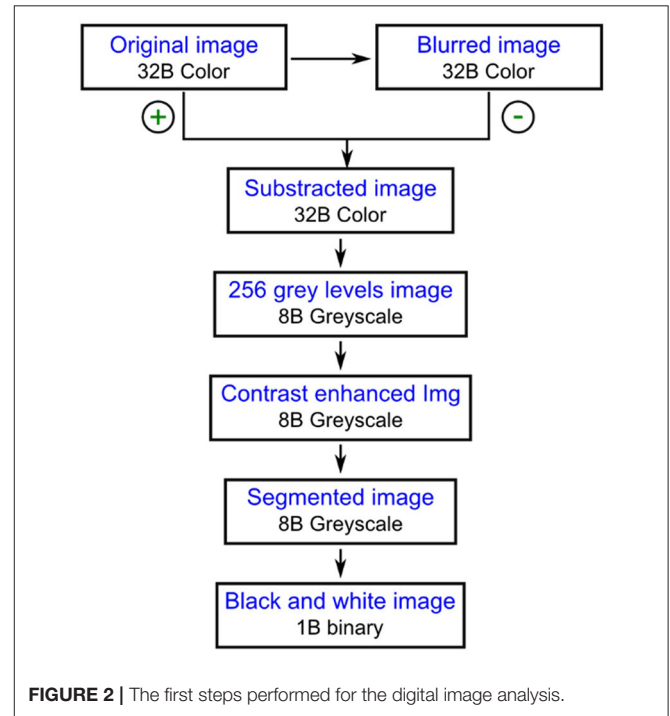 Original image
32B Color
Blurred image
32B Color
+
-
Substracted image
32B Color
256 grey levels image
8B Greyscale
Contrast enhanced Img
8B Greyscale
Segmented image
8B Greyscale
Black and white image
1B binary
FIGURE 2 | The first steps performed for the digital image analysis.